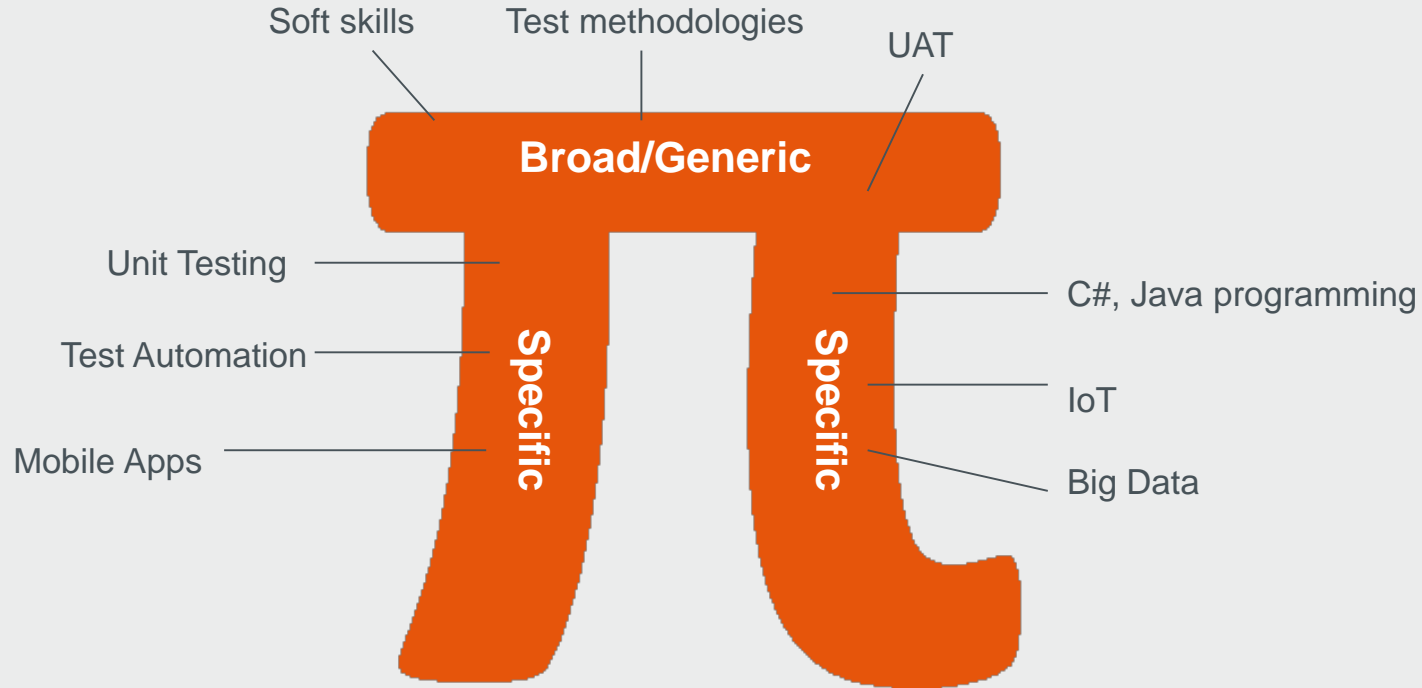 Soft skills
Test methodologies
UAT
Broad/Generic
Unit Testing
Test Automation
Mobile Apps
Specific
Specific
C#, Java programming
IoT
Big Data